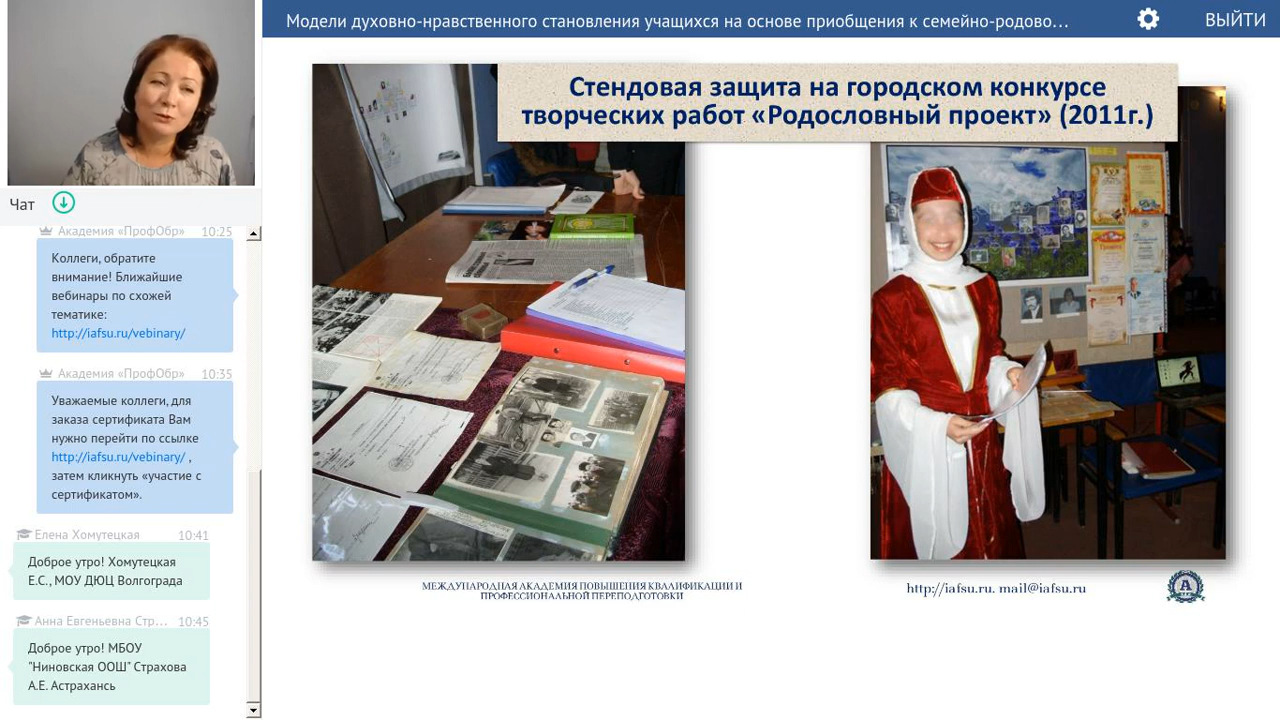 Модели духовно-нравственного становления учащихся на основе приобщения к семейно-родово...
ВЫЙТИ
Стендовая защита на городском конкурсе
творческих работ «Родословный проект» (2011г.)
Чат
Академия «ПрофОбр» 10:25
Коллеги, обратите
внимание! Ближайшие
вебинары по схожей
тематике:
http://iafsu.ru/vebinary/
Академия «ПрофОбр» 10:35
Уважаемые коллеги, для
заказа сертификата Вам
нужно перейти по ссылке
http://iafsu.ru/vebinary/ ,
затем кликнуть «участие с
сертификатом».
Елена Хомутецкая 10:41
Доброе утро! Хомутецкая
Е.С., МОУ ДЮЦ Волгограда
Анна Евгеньевна Стр... 10:45
Доброе утро! МБОУ
"Ниновская ООШ" Страхова
А.Е. Астрахансь
МЕЖДУНАРОДНАЯ АКАДЕМИЯ ПОВЫШЕНИЯ КВАЛИФИКАЦИИ И
ПРОФЕССИОНАЛЬНОЙ ПЕРЕПОДГОТОВКИ
http://iafsu.ru. mail@iafsu.ru